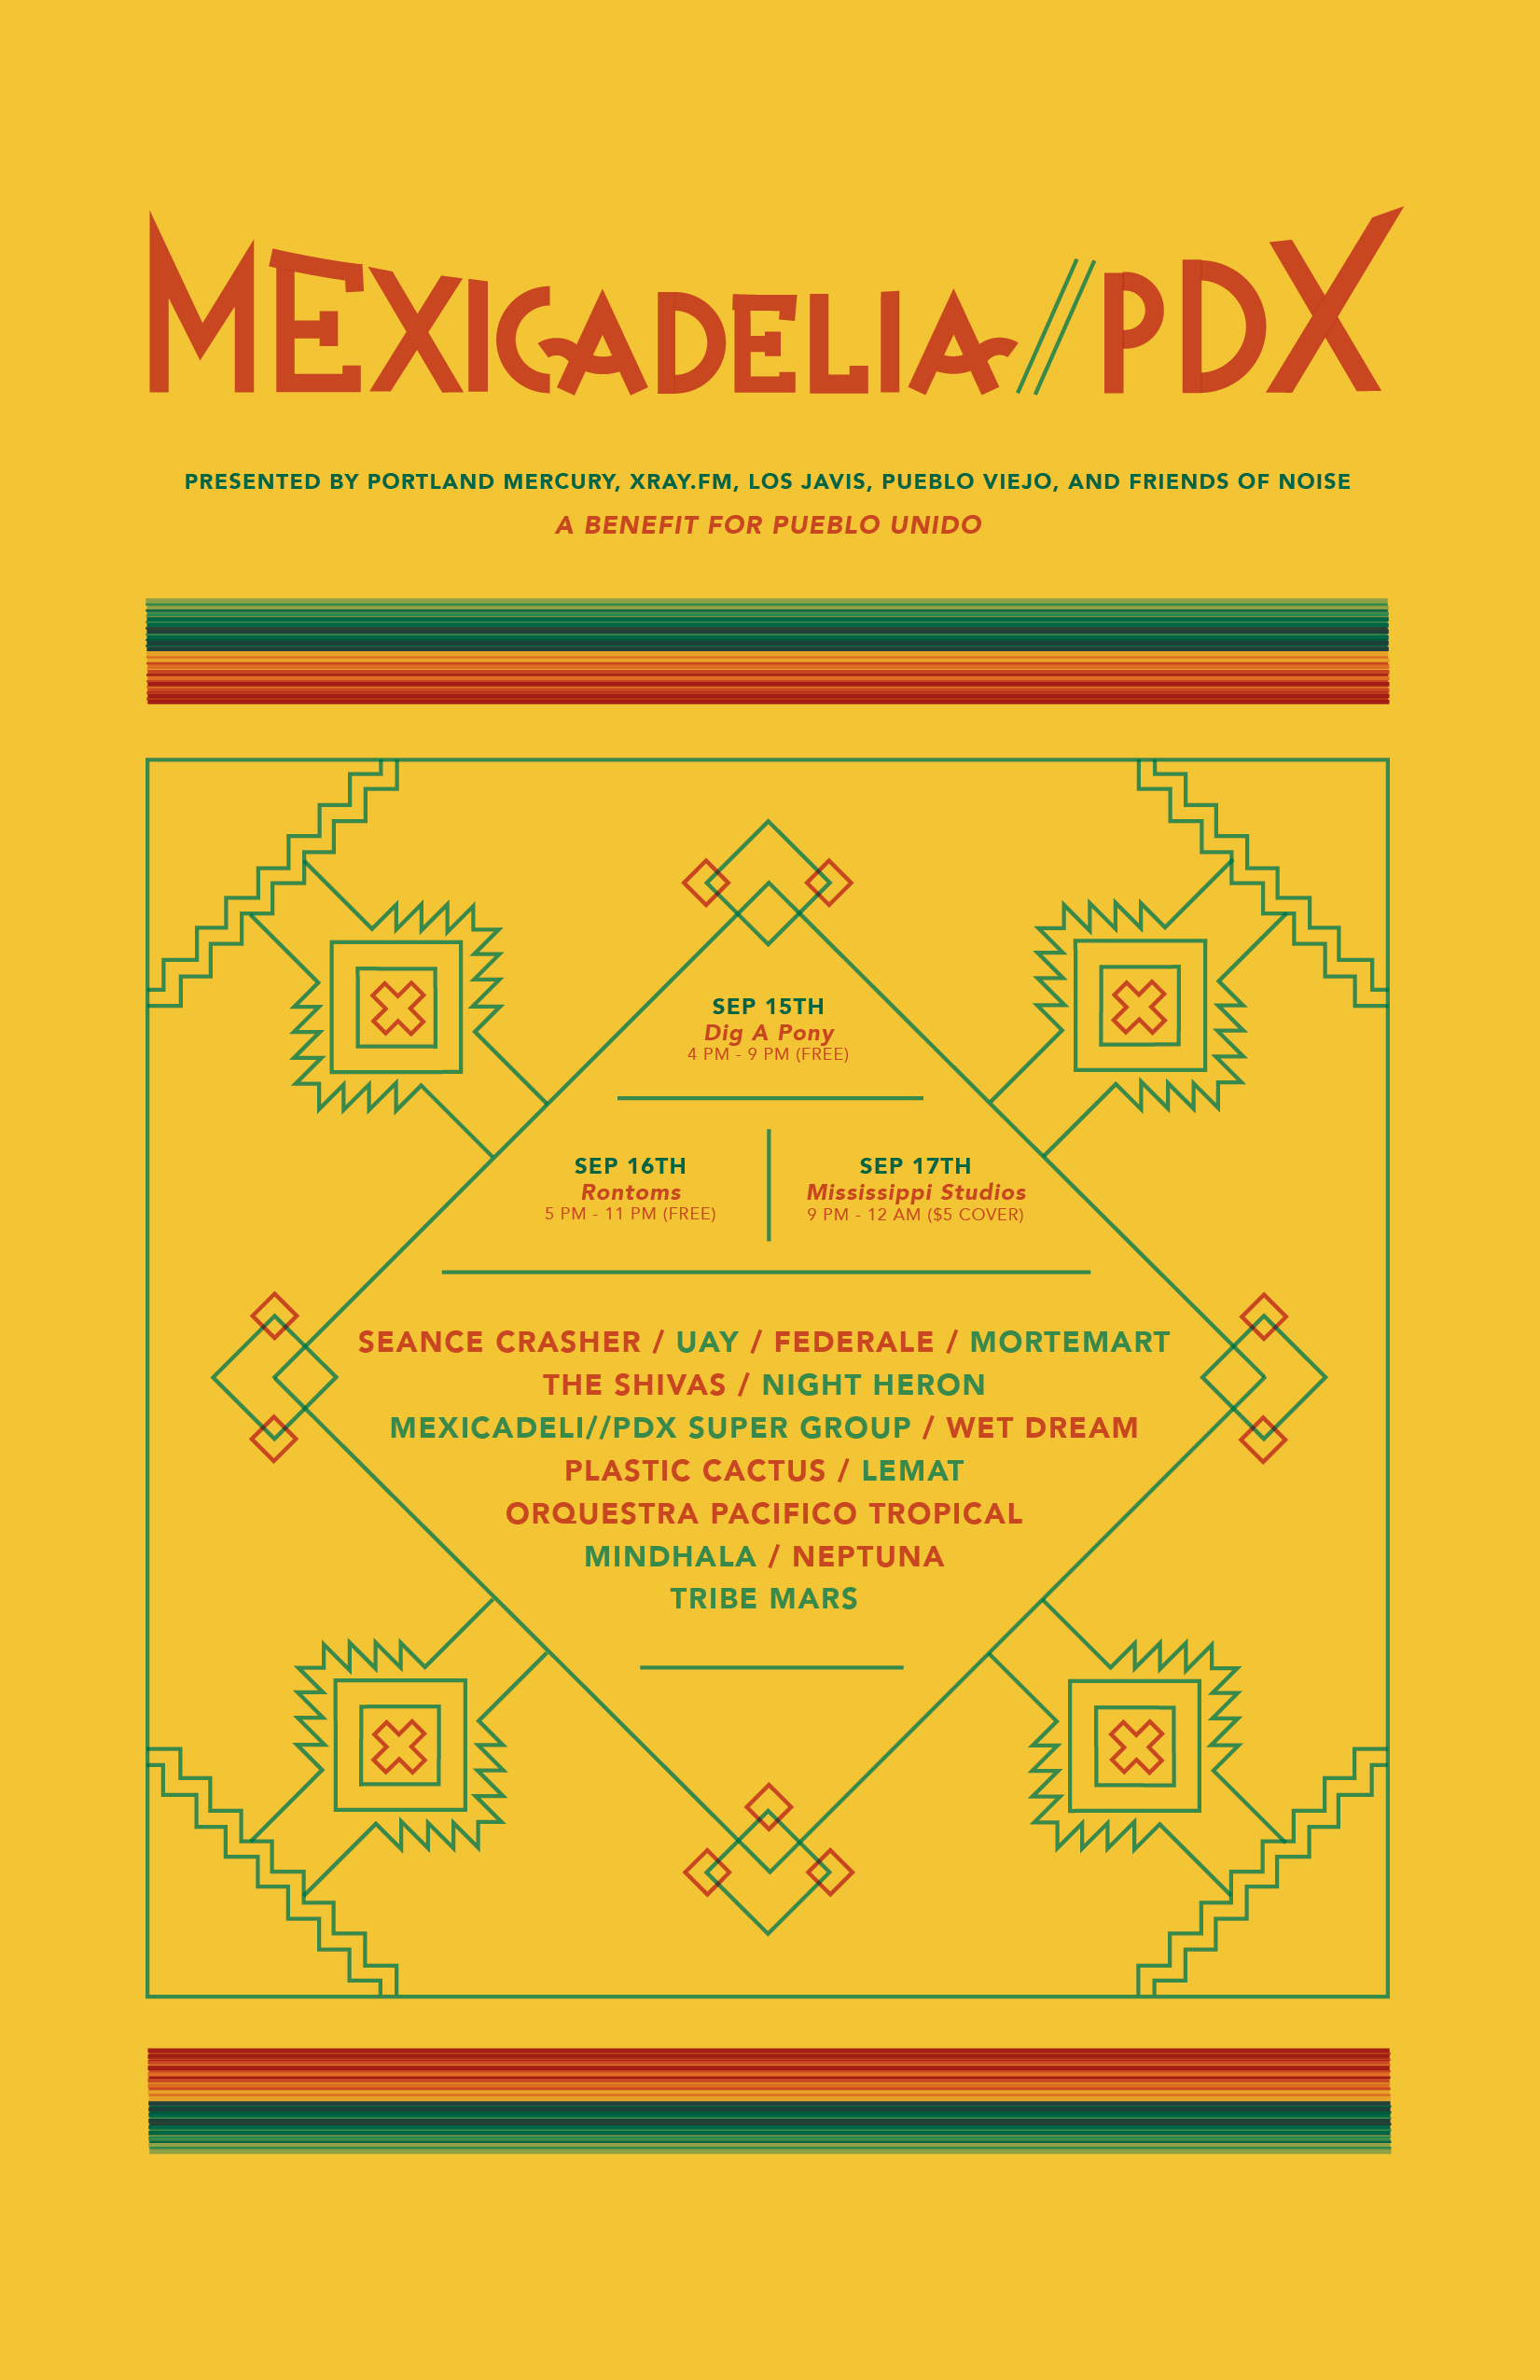 MEXICADELIA//PDX
PRESENTED BY PORTLAND MERCURY, XRAY.FM, LOS JAVIS, PUEBLO VIEJO, AND FRIENDS OF NOISE
A BENEFIT FOR PUEBLO UNIDO
SEP 15TH
Dig A Pony
4 PM - 9 PM (FREE)
SEP 16TH
Rontoms
5 PM - 11 PM (FREE)
SEP 17TH
Mississippi Studios
9 PM - 12 AM ($5 COVER)
SEANCE CRASHER / UAY / FEDERALE / MORTEMART
THE SHIVAS / NIGHT HERON
MEXICADELI//PDX SUPER GROUP / WET DREAM
PLASTIC CACTUS / LEMAT
ORQUESTRA PACIFICO TROPICAL
MINDHALA / NEPTUNA
TRIBE MARS